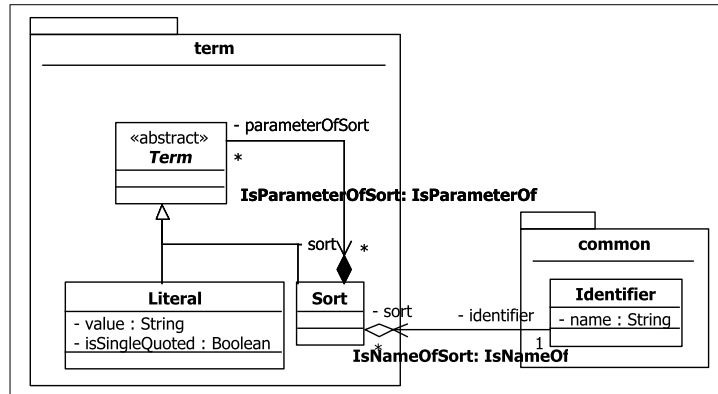 term
«abstract»
Term
- parameterOfSort
*
IsParameterOfSort: IsParameterOf
- sort
*
common
Literal
- value : String
- isSingleQuoted : Boolean
Sort
- sort
*
- identifier
1
IsNameOfSort: IsNameOf
Identifier
- name : String